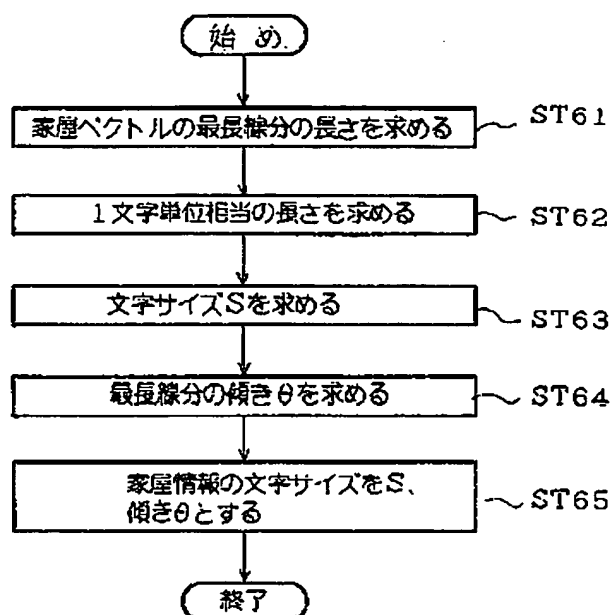 始め
家屋ベクトルの最長線分の長さを求める
ST61
1文字単位相当の長さを求める
ST62
文字サイズSを求める
ST63
最長線分の傾きθを求める
ST64
家屋情報の文字サイズをS、
傾きθとする
ST65
終了